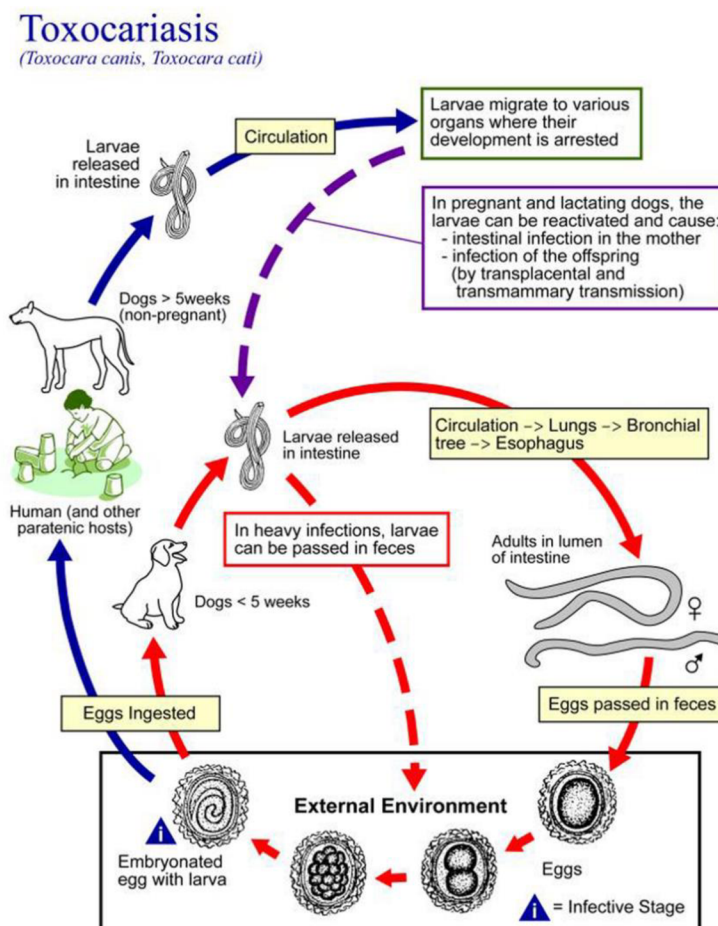 Toxocariasis
(Toxocara canis, Toxocara cati)
Circulation
Larvae
released
in intestine
Larvae migrate to various
organs where their
development is arrested
In pregnant and lactating dogs, the
larvae can be reactivated and cause:
- intestinal infection in the mother
- infection of the offspring
(by transplacental and
transmammary transmission)
Dogs > 5weeks
(non-pregnant)
Larvae released
in intestine
Circulation –> Lungs –> Bronchial
tree –> Esophagus
Human (and other
paratenic hosts)
In heavy infections, larvae
can be passed in feces
Adults in lumen
of intestine
Dogs < 5 weeks
♀
♂
Eggs Ingested
Eggs passed in feces
External Environment
i
Embryonated
egg with larva
Eggs
i = Infective Stage